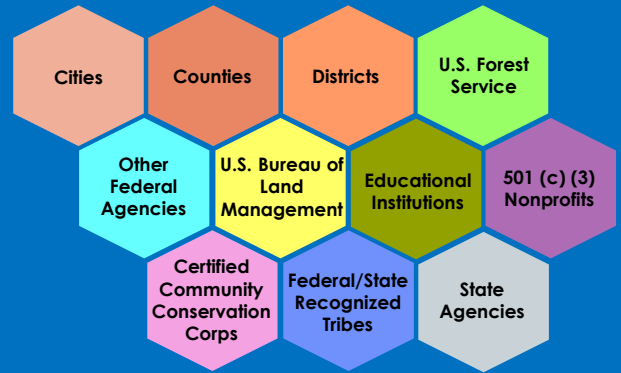 Cities
Counties
Districts
U.S. Forest
Service
Other
Federal
Agencies
U.S. Bureau of
Land
Management
Educational
Institutions
501 (c) (3)
Nonprofits
Certified
Community
Conservation
Corps
Federal/State
Recognized
Tribes
State
Agencies